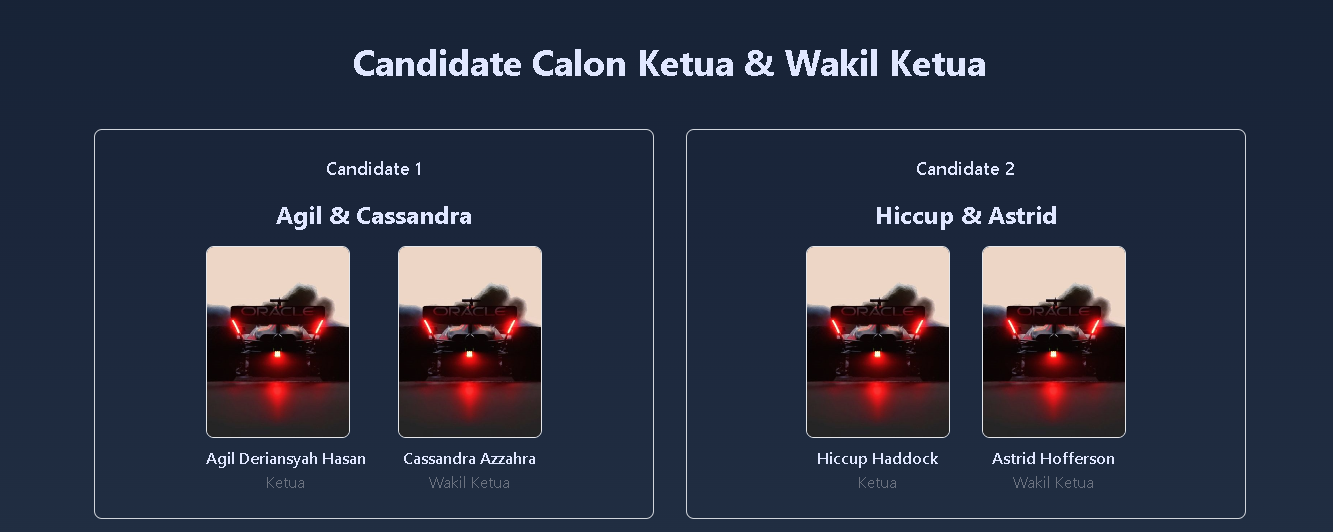 Candidate Calon Ketua & Wakil Ketua
Candidate 1
Agil & Cassandra
ORACLE
ORACLE
Agil Deriansyah Hasan
Cassandra Azzahra
Ketua
Wakil Ketua
Candidate 2
Hiccup & Astrid
ORACLE
ORACLE
Hiccup Haddock
Astrid Hofferson
Ketua
Wakil Ketua